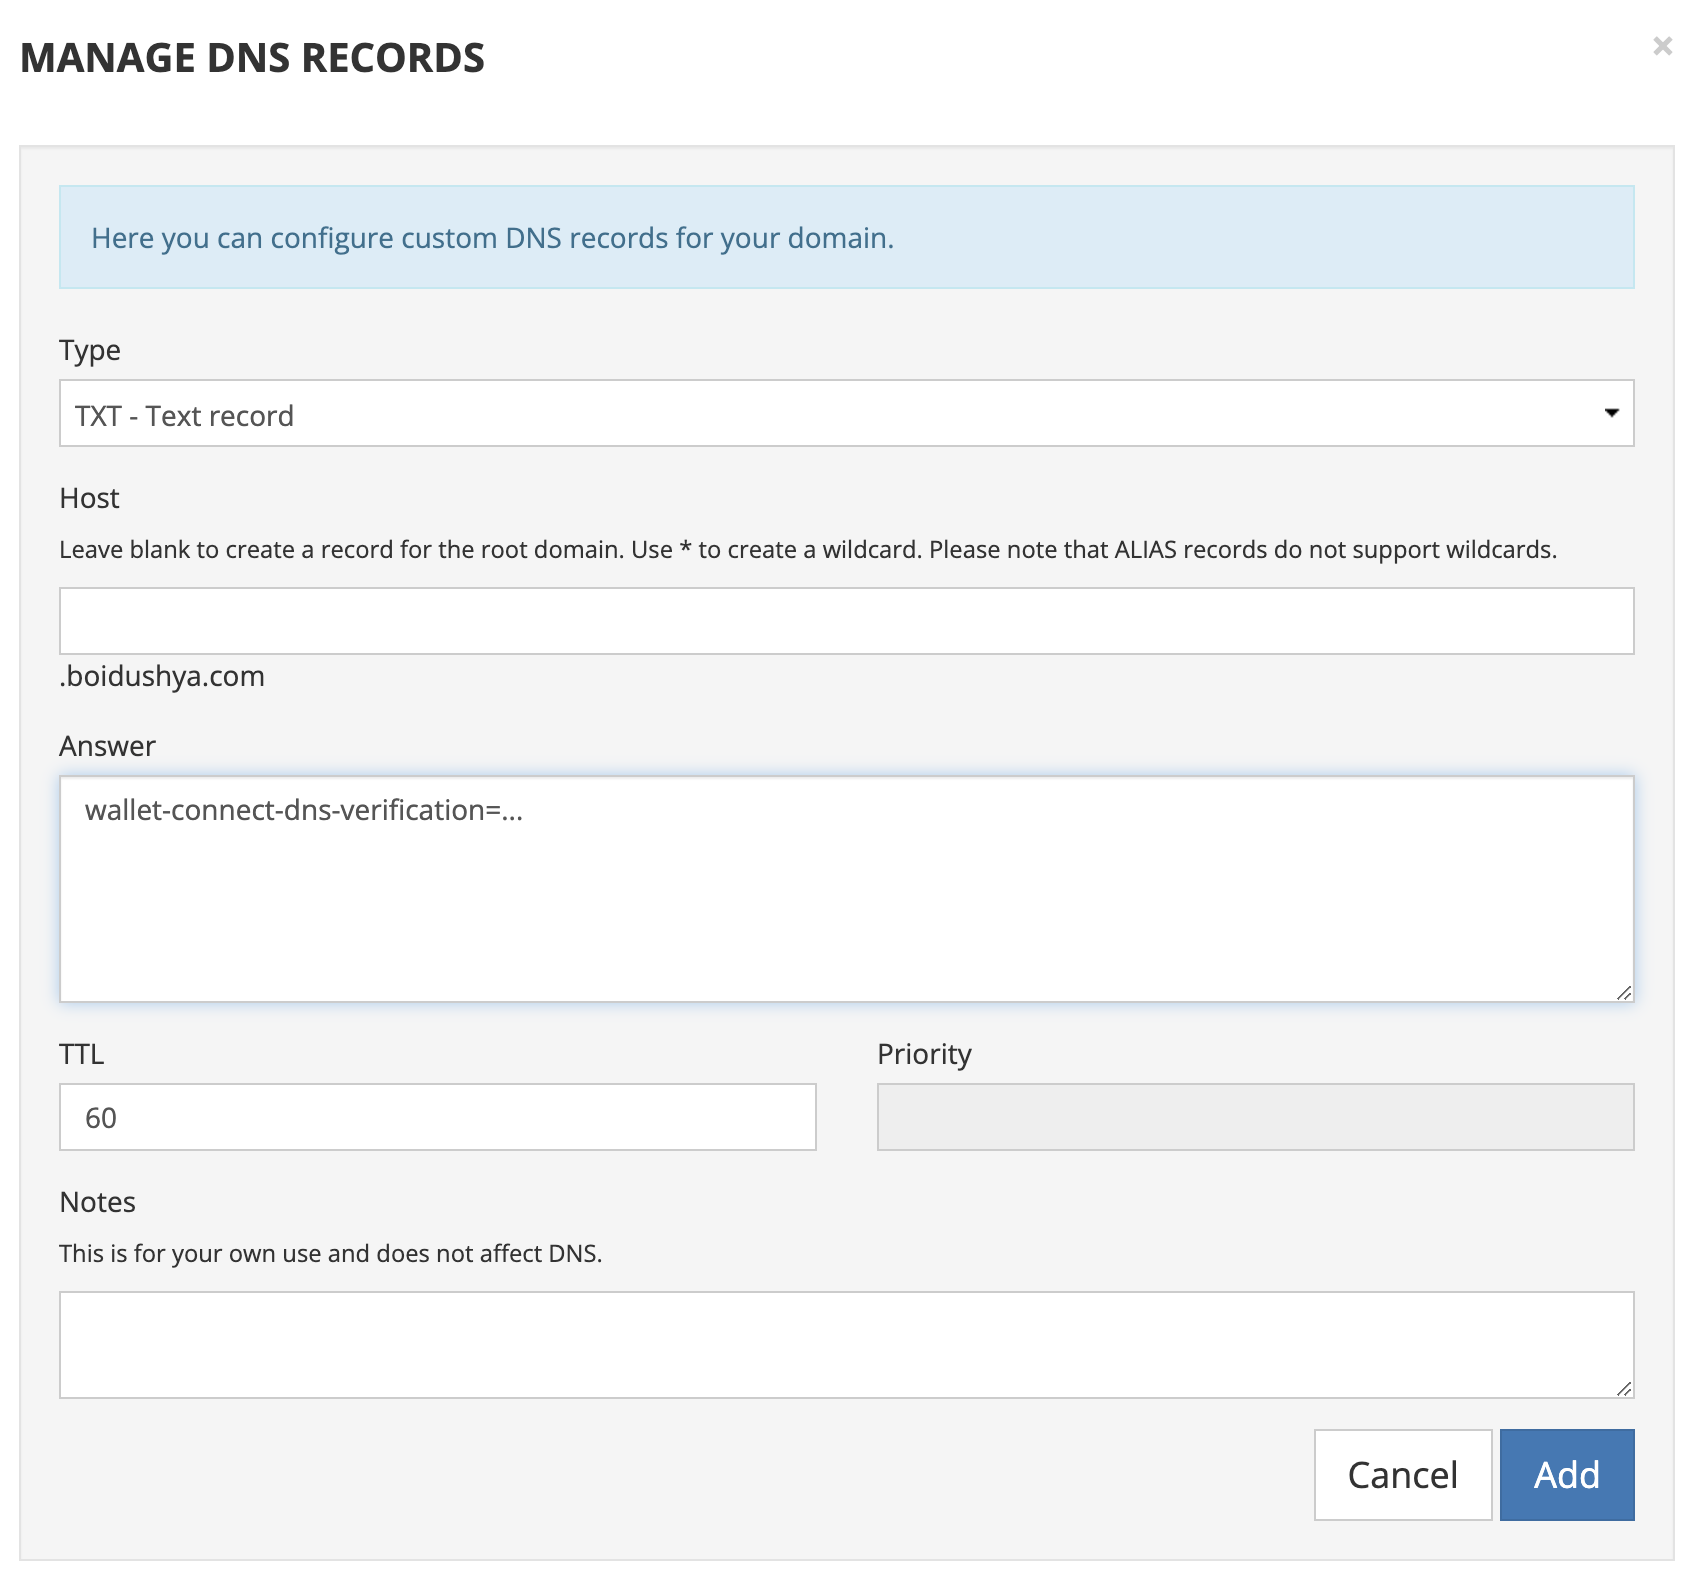 MANAGE DNS RECORDS
×
Here you can configure custom DNS records for your domain.
Type
TXT - Text record
Host
Leave blank to create a record for the root domain. Use * to create a wildcard. Please note that ALIAS records do not support wildcards.
.boidushya.com
Answer
wallet-connect-dns-verification=...
TTL
Priority
60
Notes
This is for your own use and does not affect DNS.
Cancel
Add